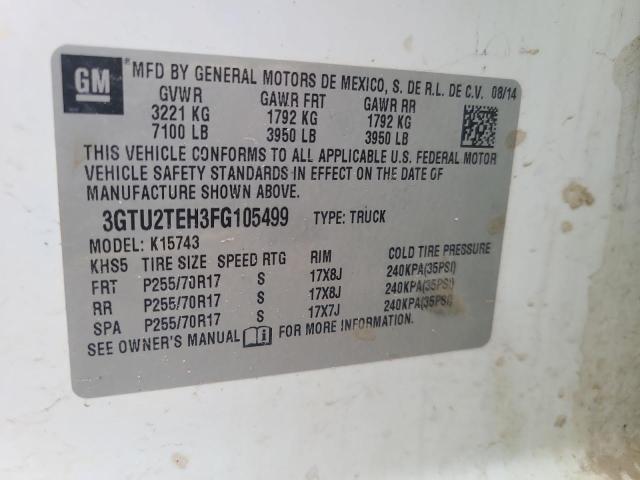 GM
® MFD BY GENERAL MOTORS DE MEXICO, S. DE R.L. DE C.V. 08/14
GVWR GAWR FRT GAWR RR
3221 KG 1792 KG 1792 KG
7100 LB 3950 LB 3950 LB
THIS VEHICLE CONFORMS TO ALL APPLICABLE U.S. FEDERAL MOTOR
VEHICLE SAFETY STANDARDS IN EFFECT ON THE DATE OF
MANUFACTURE SHOWN ABOVE.
3GTU2TEH3FG105499 TYPE: TRUCK
MODEL: K15743
KHS5 TIRE SIZE SPEED RTG RIM COLD TIRE PRESSURE
FRT P255/70R17 S 17X8J 240KPA(35PSI)
RR P255/70R17 S 17X8J 240KPA(35PSI)
SPA P255/70R17 S 17X7J 240KPA(35PSI)
SEE OWNER'S MANUAL FOR MORE INFORMATION.